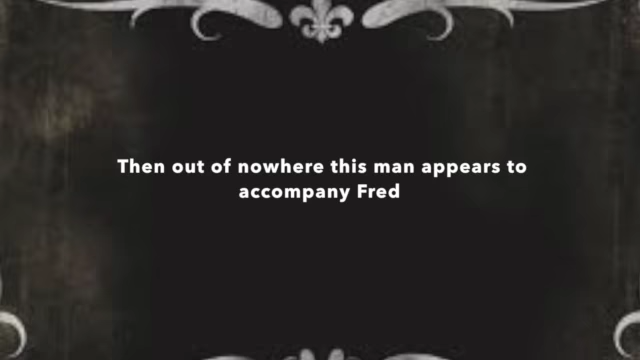 Then out of nowhere this man appears to
accompany Fred